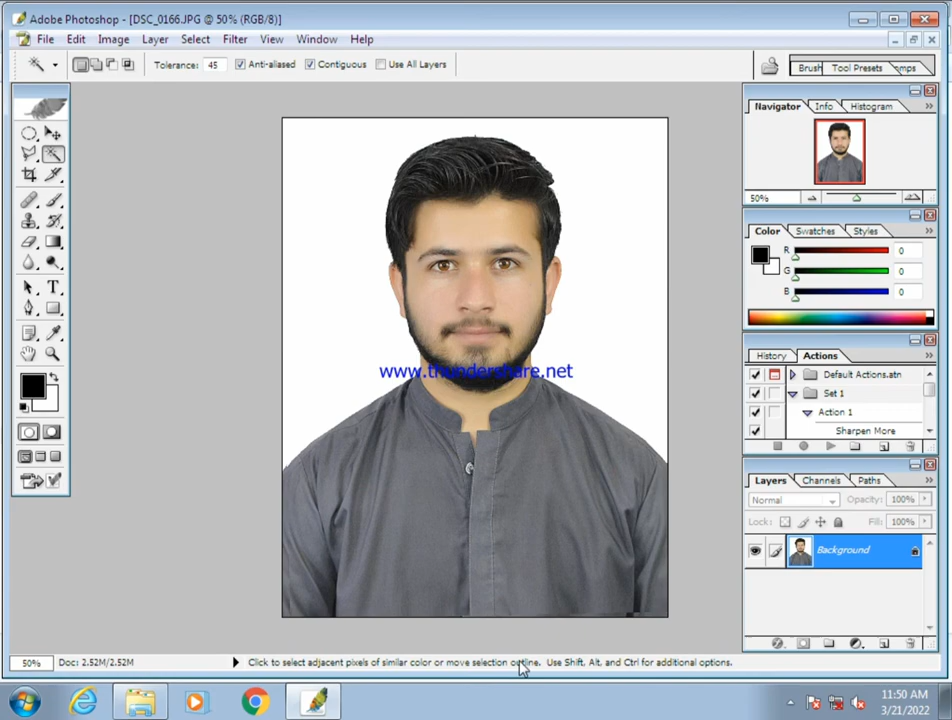 Adobe Photoshop - [DSC_0166.JPG @ 50% (RGB/8)]
File Edit Image Layer Select Filter View Window Help
Tolerance: 45 Anti-aliased Contiguous Use All Layers
Brush Tool Presets omps
Navigator Info Histogram
50%
Color Swatches Styles
R 0
G 0
B 0
History Actions
Default Actions.atn
Set 1
Action 1
Sharpen More
Layers Channels Paths
Normal Opacity: 100%
Lock: Fill: 100%
Background
www.thundershare.net
50% Doc: 2.52M/2.52M Click to select adjacent pixels of similar color or move selection outline. Use Shift, Alt, and Ctrl for additional options.
11:50 AM
3/21/2022